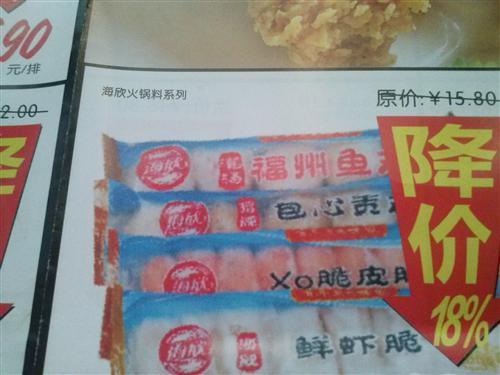 .90
元/排
2.00
海欣火锅料系列
原价:￥15.80
降价
18%
海欣
福州鱼
海欣
包心贡
海欣
XO脆皮
海欣
鲜虾脆